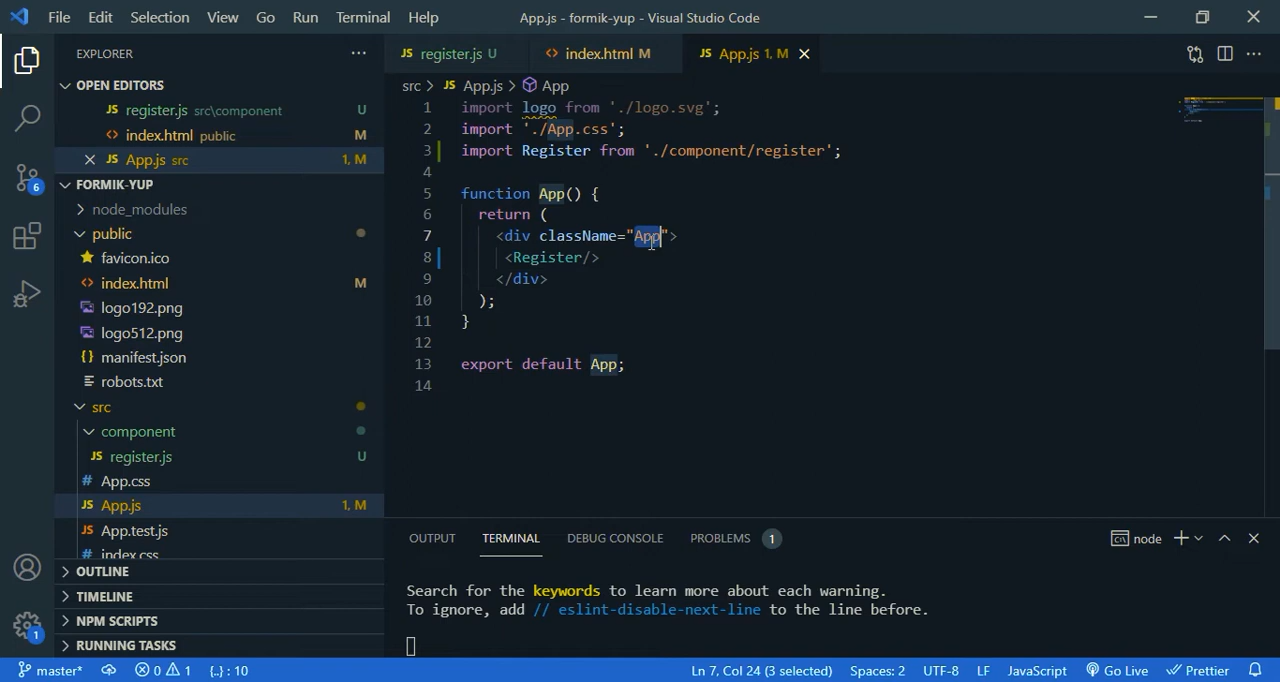 File Edit Selection View Go Run Terminal Help App.js - formik-yup - Visual Studio Code
EXPLORER
OPEN EDITORS
JS register.js src\component U
<> index.html public M
JS App.js src 1, M
FORMIK-YUP
node_modules
public
favicon.ico
<> index.html M
logo192.png
logo512.png
{} manifest.json
robots.txt
src
component
JS register.js U
# App.css
JS App.js 1, M
App.test.js
index.css
OUTLINE
TIMELINE
NPM SCRIPTS
RUNNING TASKS
6
1
JS register.js U <> index.html M JS App.js 1, M
src > JS App.js > App
1 import logo from './logo.svg';
2 import './App.css';
3 import Register from './component/register';
4
5 function App() {
6 return (
7 <div className="App">
8 <Register/>
9 </div>
10 );
11 }
12
13 export default App;
14
OUTPUT TERMINAL DEBUG CONSOLE PROBLEMS 1 node
Search for the keywords to learn more about each warning.
To ignore, add // eslint-disable-next-line to the line before.
master* 0 1 {..} : 10 Ln 7, Col 24 (3 selected) Spaces: 2 UTF-8 LF JavaScript Go Live Prettier